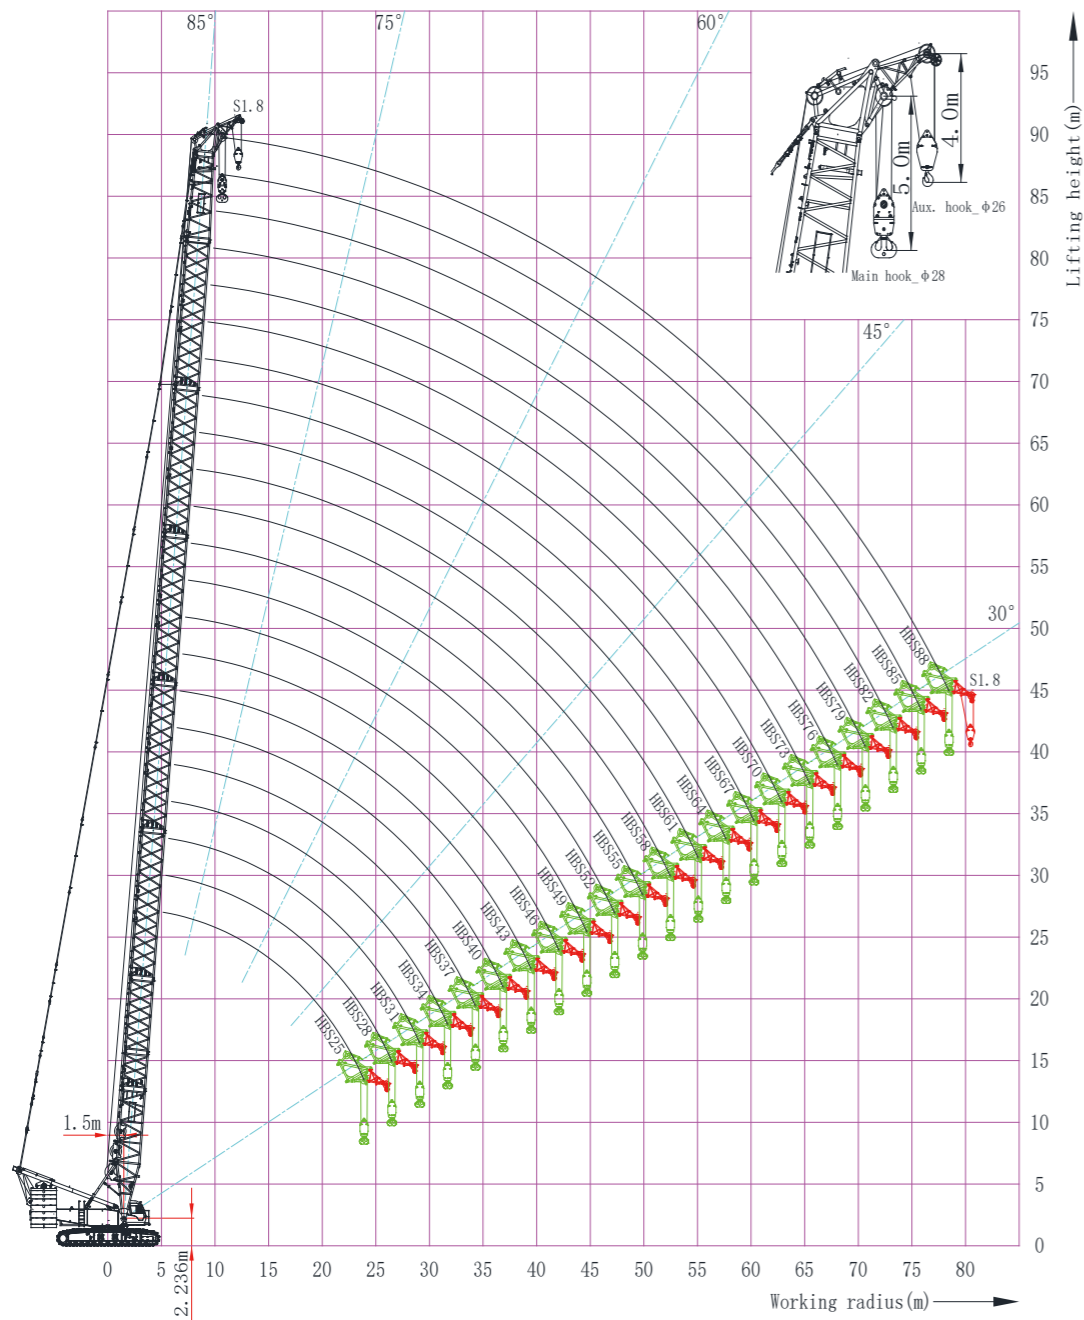 85°
75°
60°
95
S1.8
90
4.0m
5.0m
85
Aux. hook_φ26
Lifting height(m)
80
Main hook_φ28
75
45°
70
65
60
55
50
30°
HBS88
S1.8
45
HBS85
HBS82
HBS79
40
HBS76
HBS73
HBS70
35
HBS67
HBS64
HBS61
HBS58
30
HBS55
HBS52
HBS49
25
HBS46
HBS43
HBS40
HBS37
20
HBS34
HBS31
HBS28
HBS25
15
1.5m
10
5
0
2.236m
0 5 10 15 20 25 30 35 40 45 50 55 60 65 70 75 80
Working radius(m)